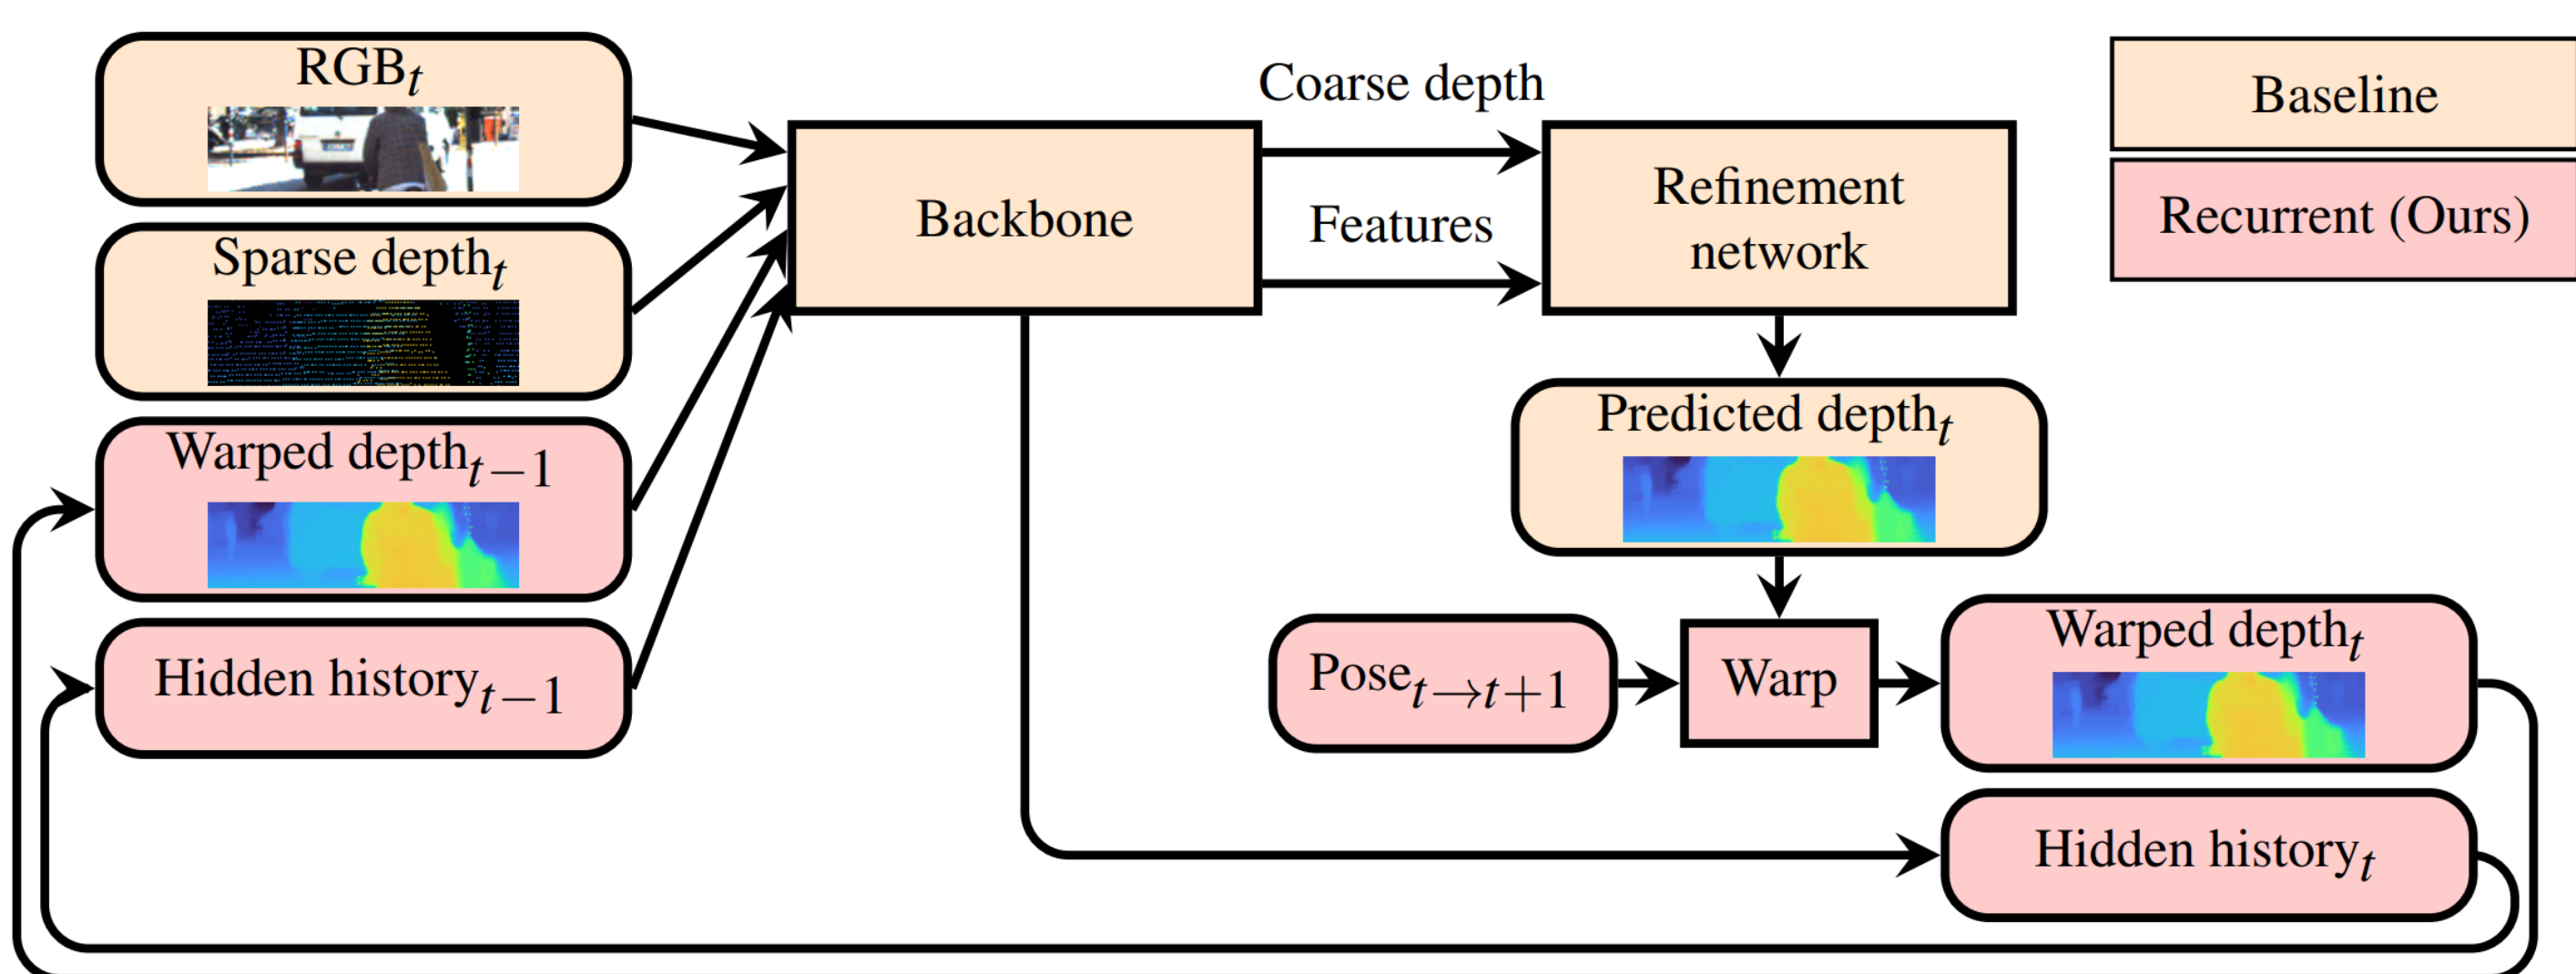 RGB_t
Sparse depth_t
Warped depth_{t−1}
Hidden history_{t−1}
Backbone
Coarse depth
Features
Refinement
network
Predicted depth_t
Pose_{t→t+1}
Warp
Warped depth_t
Hidden history_t
Baseline
Recurrent (Ours)